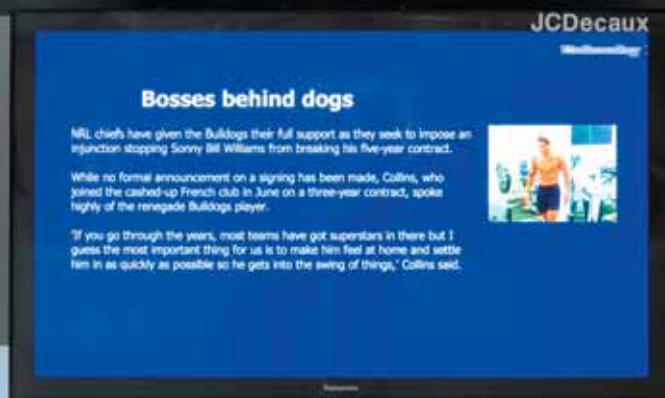 JCDecaux
Bosses behind dogs
NRL chiefs have given the Bulldogs their full support as they seek to impose an
injunction stopping Sonny Bill Williams from breaking his five-year contract.
While no formal announcement on a signing has been made, Collins, who
joined the cashed-up French club in June on a three-year contract, spoke
highly of the renegade Bulldogs player.
'If you go through the years, most teams have got superstars in there but I
guess the most important thing for us is to make him feel at home and settle
him in as quickly as possible so he gets into the swing of things,' Collins said.
Panasonic